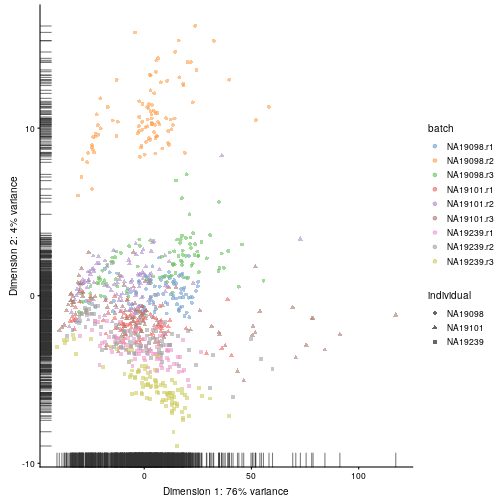 10
0
-10
Dimension 2: 4% variance
0
50
100
Dimension 1: 76% variance
batch
NA19098.r1
NA19098.r2
NA19098.r3
NA19101.r1
NA19101.r2
NA19101.r3
NA19239.r1
NA19239.r2
NA19239.r3
individual
NA19098
NA19101
NA19239